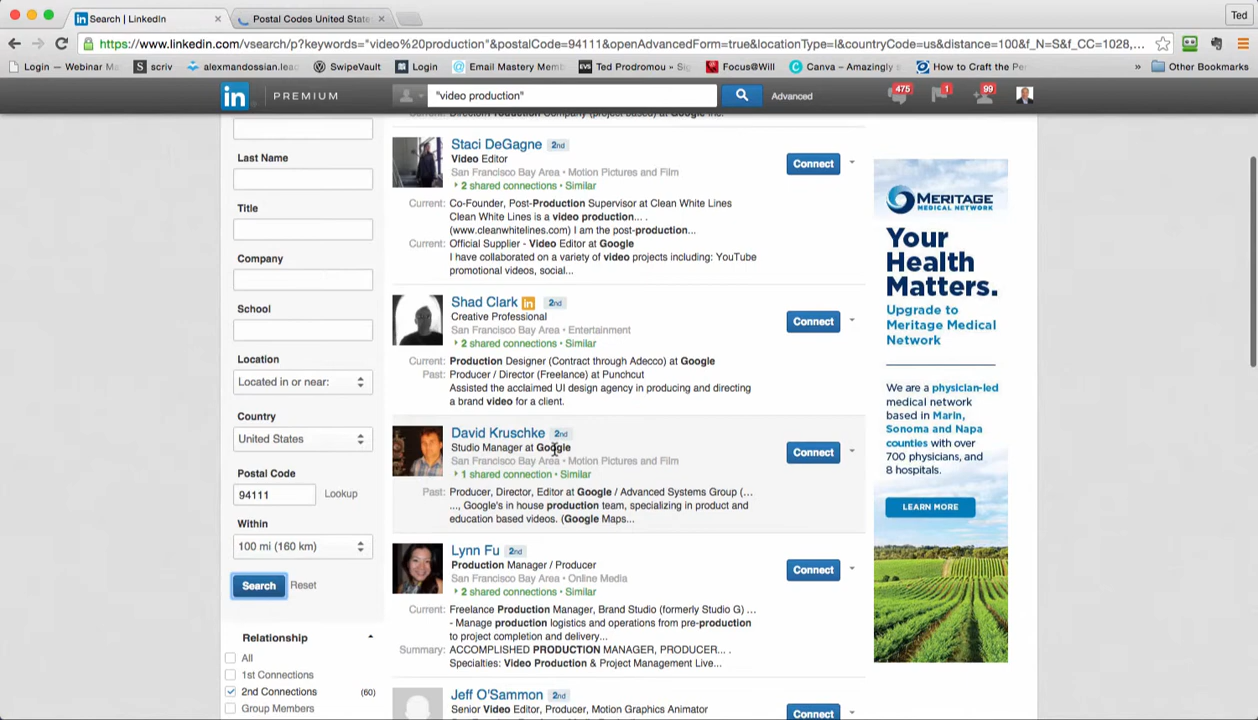 Search | LinkedIn
Postal Codes United State
Ted
https://www.linkedin.com/vsearch/p?keywords="video%20production"&postalCode=94111&openAdvancedForm=true&locationType=I&countryCode=us&distance=100&f_N=S&f_CC=1028,...
Login — Webinar M
scriv
alexmandossian.lea
SwipeVault
Login
Email Mastery Mem
Ted Prodromou « Si
Focus@Will
Canva – Amazingly
How to Craft the Pe
»
Other Bookmarks
in
PREMIUM
"video production"
Advanced
475
1
99
Last Name
Title
Company
School
Location
Located in or near:
Country
United States
Postal Code
94111
Lookup
Within
100 mi (160 km)
Search
Reset
Relationship
All
1st Connections
2nd Connections (60)
Group Members
Staci DeGagne 2nd
Video Editor
San Francisco Bay Area • Motion Pictures and Film
2 shared connections • Similar
Connect
Current: Co-Founder, Post-Production Supervisor at Clean White Lines
Clean White Lines is a video production... .
(www.cleanwhitelines.com) I am the post-production...
Current: Official Supplier - Video Editor at Google
I have collaborated on a variety of video projects including: YouTube
promotional videos, social...
Shad Clark in 2nd
Creative Professional
San Francisco Bay Area • Entertainment
2 shared connections • Similar
Connect
Current: Production Designer (Contract through Adecco) at Google
Past: Producer / Director (Freelance) at Punchcut
Assisted the acclaimed UI design agency in producing and directing
a brand video for a client.
David Kruschke 2nd
Studio Manager at Google
San Francisco Bay Area • Motion Pictures and Film
1 shared connection • Similar
Connect
Past: Producer, Director, Editor at Google / Advanced Systems Group (...
..., Google's in house production team, specializing in product and
education based videos. (Google Maps...
Lynn Fu 2nd
Production Manager / Producer
San Francisco Bay Area • Online Media
2 shared connections • Similar
Connect
Current: Freelance Production Manager, Brand Studio (formerly Studio G) ...
- Manage production logistics and operations from pre-production
to project completion and delivery...
Summary: ACCOMPLISHED PRODUCTION MANAGER, PRODUCER... .
Specialties: Video Production & Project Management Live...
Jeff O'Sammon 2nd
Senior Video Editor, Producer, Motion Graphics Animator
Connect
MERITAGE
MEDICAL NETWORK
Your
Health
Matters.
Upgrade to
Meritage Medical
Network
We are a physician-led
medical network
based in Marin,
Sonoma and Napa
counties with over
700 physicians, and
8 hospitals.
LEARN MORE